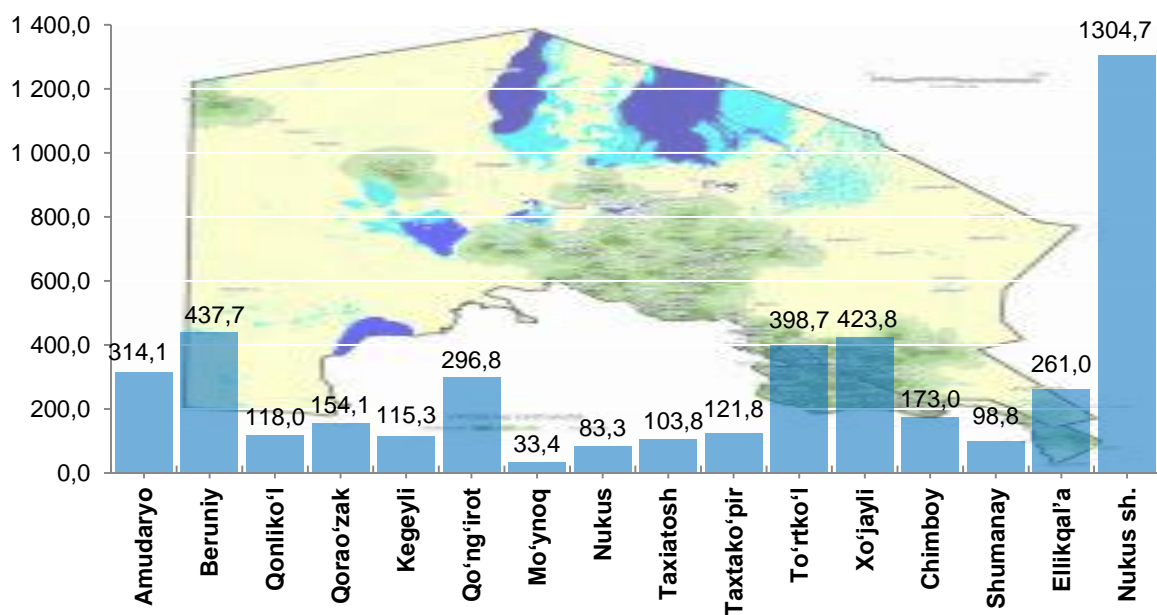 1 400,0
1 200,0
1 000,0
800,0
600,0
400,0
200,0
0,0
314,1
437,7
118,0
154,1
115,3
296,8
33,4
83,3
103,8
121,8
398,7
423,8
173,0
98,8
261,0
1304,7
Amudaryo
Beruniy
Qonliko‘l
Qorao‘zak
Kegeyli
Qo‘ng‘irot
Mo‘ynoq
Nukus
Taxiatosh
Taxtako‘pir
To‘rtko‘l
Xo‘jayli
Chimboy
Shumanay
Ellikqal’a
Nukus sh.